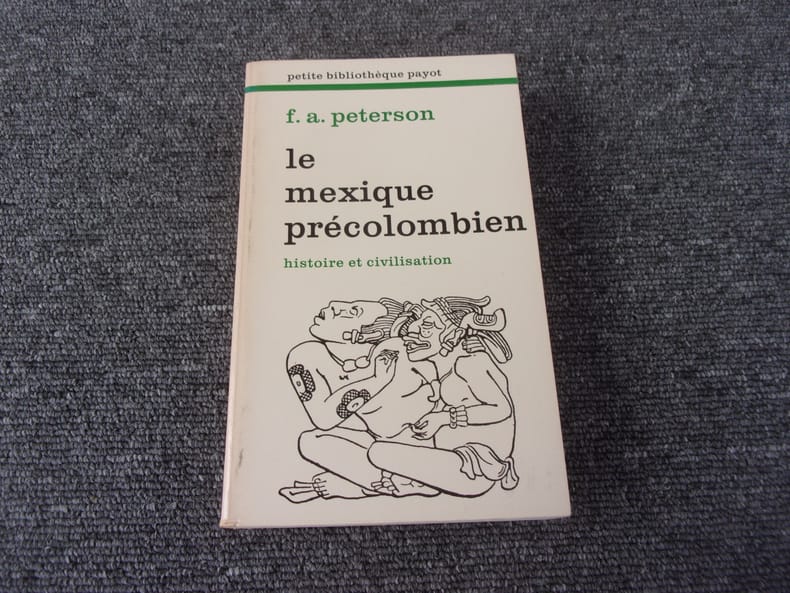 petite bibliothèque payot
f. a. peterson
le
mexique
précolombien
histoire et civilisation